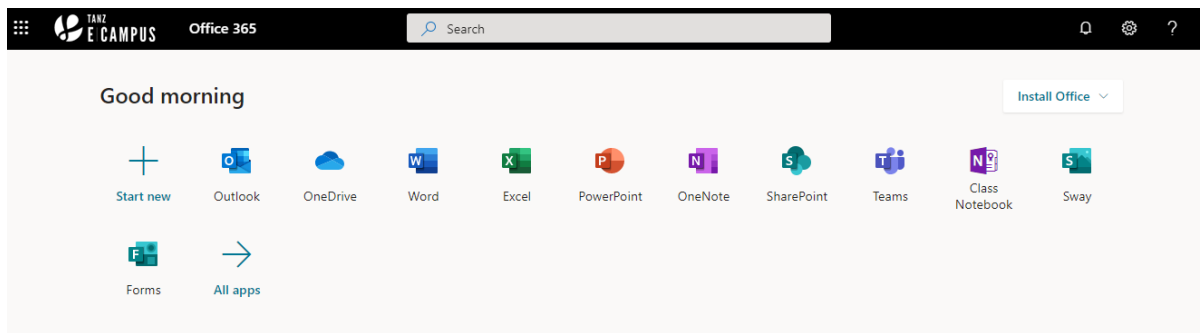 TANZ
E CAMPUS
Office 365
Search
?
Good morning
Install Office
Start new
Outlook
OneDrive
Word
Excel
PowerPoint
OneNote
SharePoint
Teams
Class
Notebook
Sway
Forms
All apps